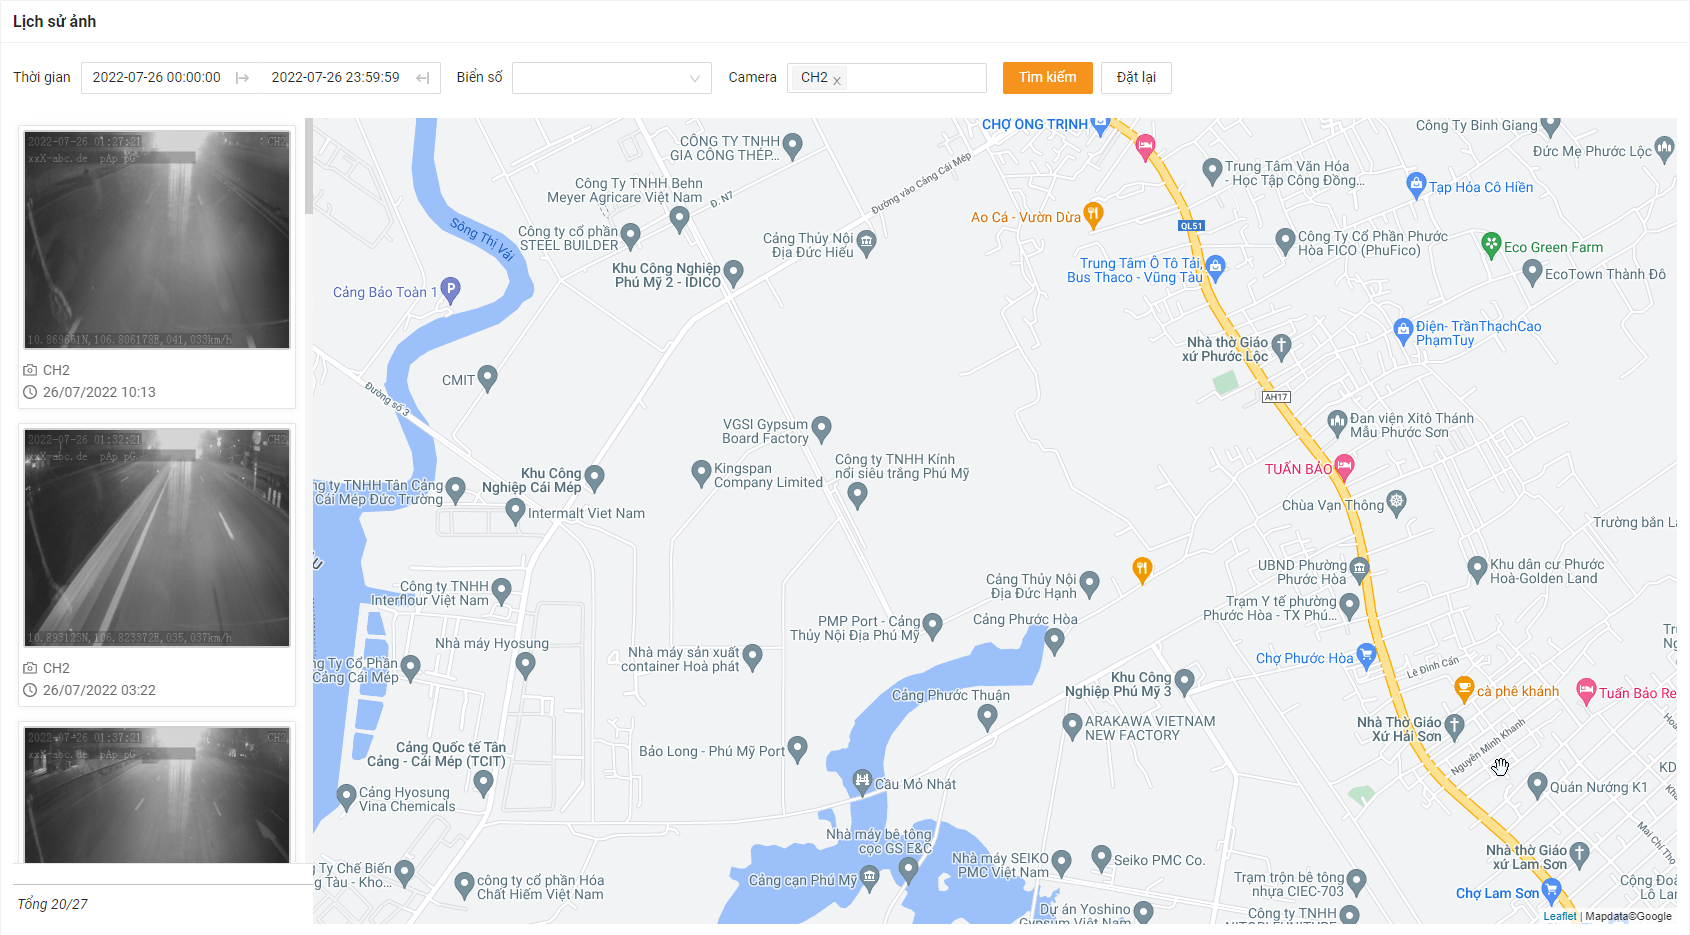 Lịch sử ảnh
Thời gian 2022-07-26 00:00:00 2022-07-26 23:59:59 Biển số Camera CH2 Tìm kiếm Đặt lại
2022-07-26 01:27:21 CH2
xxX-abc.de pAp pG
10.869661N,106.806178E,041,033km/h
CH2
26/07/2022 10:13
2022-07-26 01:32:21 CH2
xxX-abc.de pAp pG
10.893123N,106.823372E,035,037km/h
CH2
26/07/2022 03:22
2022-07-26 01:37:21 CH2
xxX-abc.de pAp pG
Tổng 20/27
CHỢ ÔNG TRỊNH
Công Ty Bình Giang
CÔNG TY TNHH
GIA CÔNG THÉP...
Đức Mẹ Phước Lộc
Đường vào Cảng Cái Mép
Trung Tâm Văn Hóa
- Học Tập Công Đồng...
Công Ty TNHH Behn
Meyer Agricare Việt Nam
Đ. N7
Tạp Hóa Cô Hiền
Ao Cá - Vườn Dừa
QL51
Sông Thị Vải
Công ty cổ phần
STEEL BUILDER
Cảng Thủy Nội
Địa Đức Hiếu
Công Ty Cổ Phần Phước
Hòa FICO (PhuFico)
Eco Green Farm
Khu Công Nghiệp
Phú Mỹ 2 - IDICO
Trung Tâm Ô Tô Tải,
Bus Thaco - Vũng Tàu
EcoTown Thành Đô
Cảng Bảo Toàn 1
P
Điện- TrầnThạchCao
PhạmTuy
Nhà thờ Giáo
xứ Phước Lộc
CMIT
Đường số 3
AH17
VGSI Gypsum
Board Factory
Đan viện Xitô Thánh
Mẫu Phước Sơn
Khu Công
Nghiệp Cái Mép
Kingspan
Company Limited
Công ty TNHH Kính
nổi siêu trắng Phú Mỹ
TUẤN BẢO
ng ty TNHH Tân Cảng
Cái Mép Đức Trường
Intermalt Viet Nam
Chùa Vạn Thông
Trường bắn La
Công ty TNHH
Interflour Việt Nam
Cảng Thủy Nội
Địa Đức Hạnh
UBND Phường
Phước Hòa
Khu dân cư Phước
Hoà-Golden Land
Trạm Y tế phường
Phước Hòa - TX Phú...
PMP Port - Cảng
Thủy Nội Địa Phú Mỹ
Cảng Phước Hòa
Nhà máy Hyosung
Nhà máy sản xuất
container Hoà phát
Chợ Phước Hòa
Lê Đình Cẩn
ng Ty Cổ Phần
Cảng Cái Mép
Khu Công
Nghiệp Phú Mỹ 3
cà phê khánh
Tuấn Bảo Re
Cảng Phước Thuận
ARAKAWA VIETNAM
NEW FACTORY
Nhà Thờ Giáo
Xứ Hải Sơn
Nguyễn Minh Khanh
Cảng Quốc tế Tân
Cảng - Cái Mép (TCIT)
Bảo Long - Phú Mỹ Port
KD
Cảng Hyosung
Vina Chemicals
Cầu Mỏ Nhát
Quán Nướng K1
Nhà máy bê tông
cọc GS E&C
Mai Chí Thọ
Nhà máy SEIKO
PMC Việt Nam
Seiko PMC Co.
Nhà thờ Giáo
xứ Lam Sơn
g Ty Chế Biến
g Tàu - Kho...
công ty cổ phần Hóa
Chất Hiếm Việt Nam
Cảng cạn Phú Mỹ
Trạm trộn bê tông
nhựa CIEC-703
Chợ Lam Sơn
Cộng Đoà
Lô Lan
Dự án Yoshino
Gypsum Việt Nam
Công ty TNHH
NITORI FURNITURE
Leaflet | Mapdata©Google